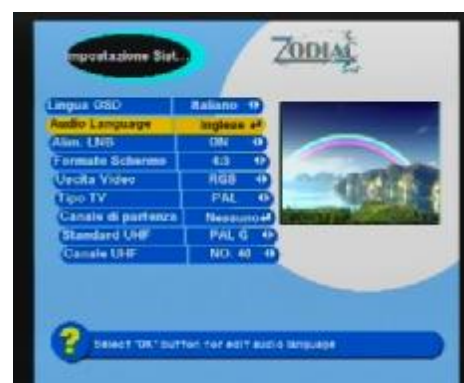 Impostazione Sist...
ZODIAC
Lingua OSD Italiano
Audio Language Inglese
Alim. LNB ON
Formato Schermo 4:3
Uscita Video RGB
Tipo TV PAL
Canale di partenza Nessuno
Standard UHF PAL G
Canale UHF NO. 40
Select "OK" button for edit audio language